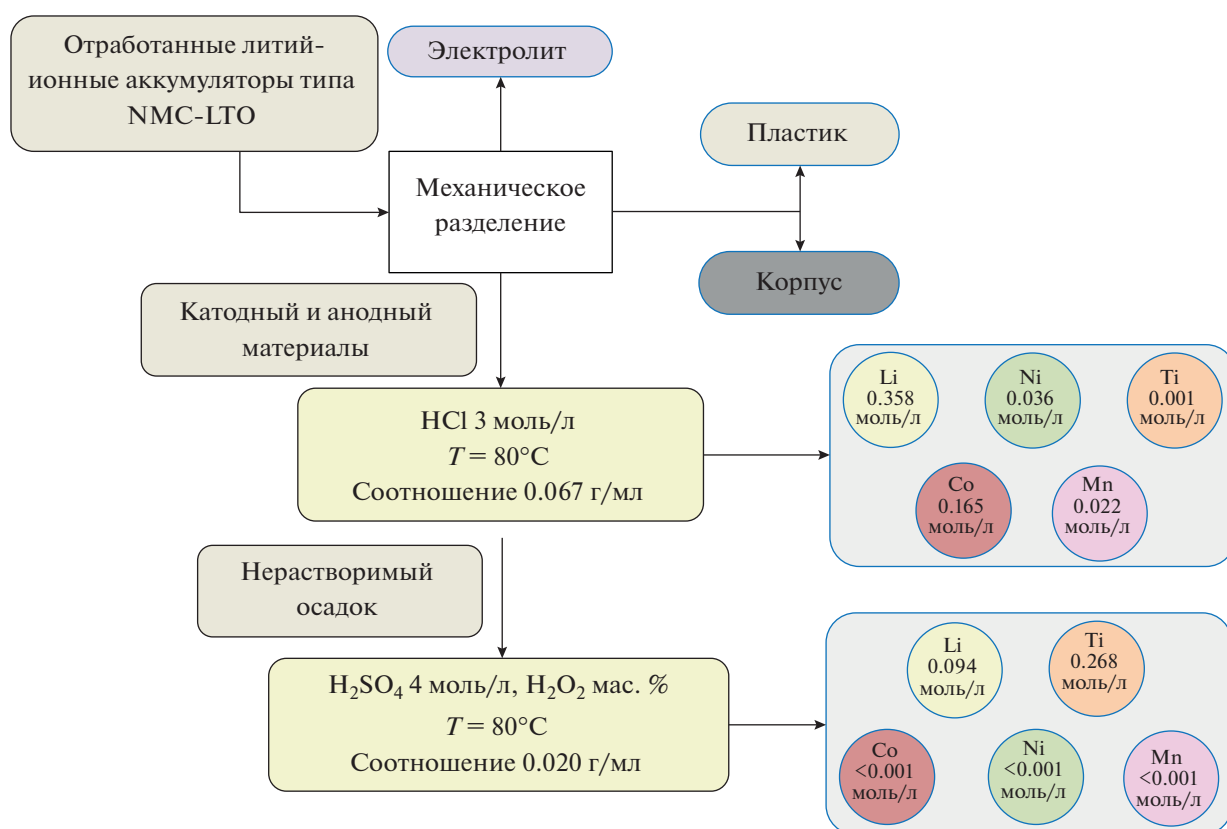 Отработанные литий-
ионные аккумуляторы типа
NMC-LTO
Электролит
Пластик
Механическое
разделение
Корпус
Катодный и анодный
материалы
HCl 3 моль/л
T = 80°C
Соотношение 0.067 г/мл
Li
0.358
моль/л
Ni
0.036
моль/л
Ti
0.001
моль/л
Co
0.165
моль/л
Mn
0.022
моль/л
Нерастворимый
осадок
H₂SO₄ 4 моль/л, H₂O₂ мас. %
T = 80°C
Соотношение 0.020 г/мл
Li
0.094
моль/л
Ti
0.268
моль/л
Co
<0.001
моль/л
Ni
<0.001
моль/л
Mn
<0.001
моль/л